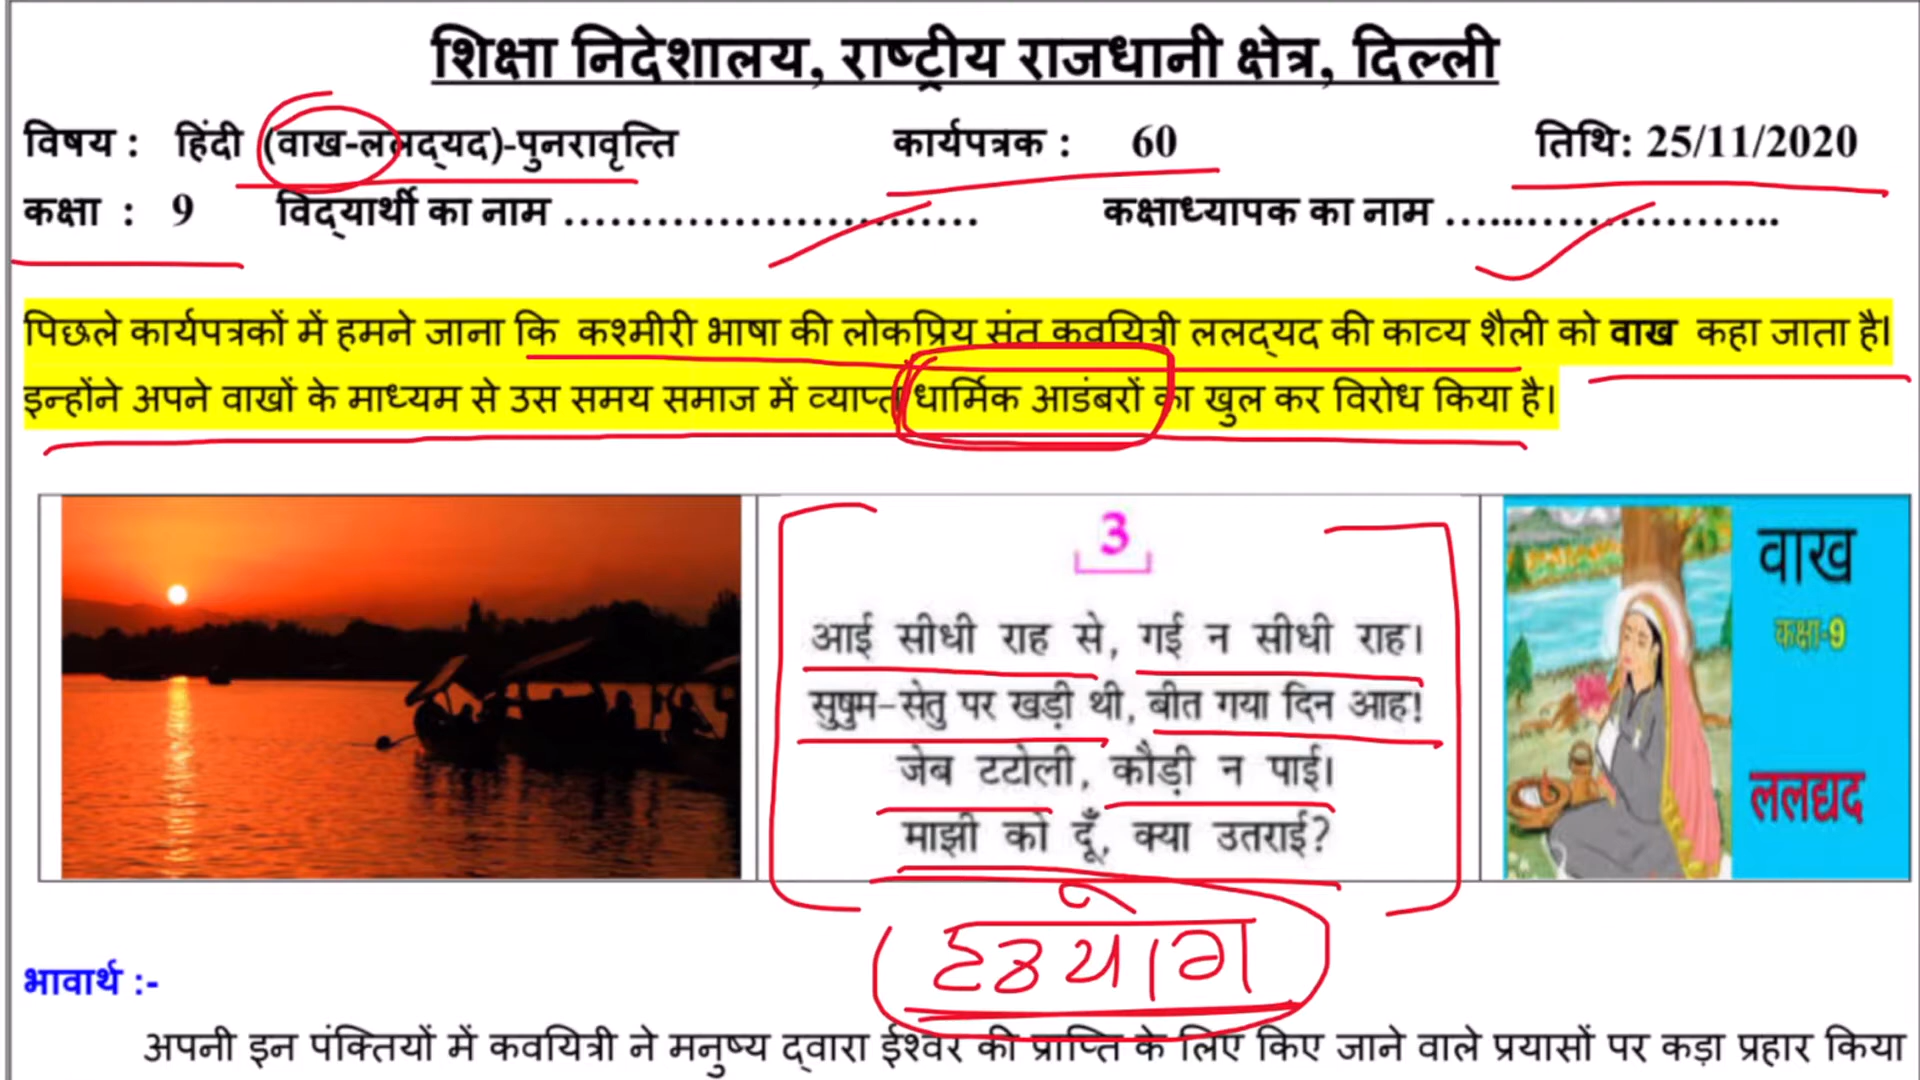 शिक्षा निदेशालय, राष्ट्रीय राजधानी क्षेत्र, दिल्ली
विषय : हिंदी (वाख-ललद्यद)-पुनरावृत्ति कार्यपत्रक : 60 तिथि: 25/11/2020
कक्षा : 9 विद्यार्थी का नाम ........................... कक्षाध्यापक का नाम ......................
पिछले कार्यपत्रकों में हमने जाना कि कश्मीरी भाषा की लोकप्रिय संत कवयित्री ललद्यद की काव्य शैली को वाख कहा जाता है।
इन्होंने अपने वाखों के माध्यम से उस समय समाज में व्याप्त धार्मिक आडंबरों का खुल कर विरोध किया है।
3
आई सीधी राह से, गई न सीधी राह।
सुषुम-सेतु पर खड़ी थी, बीत गया दिन आह!
जेब टटोली, कौड़ी न पाई।
माझी को दूँ, क्या उतराई?
वाख
कक्षा-9
ललद्यद
हठयोग
भावार्थ :-
अपनी इन पंक्तियों में कवयित्री ने मनुष्य द्वारा ईश्वर की प्राप्ति के लिए किए जाने वाले प्रयासों पर कड़ा प्रहार किया